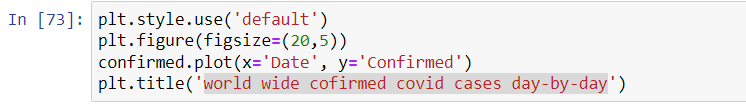 In [73]: plt.style.use('default')
plt.figure(figsize=(20,5))
confirmed.plot(x='Date', y='Confirmed')
plt.title('world wide cofirmed covid cases day-by-day')